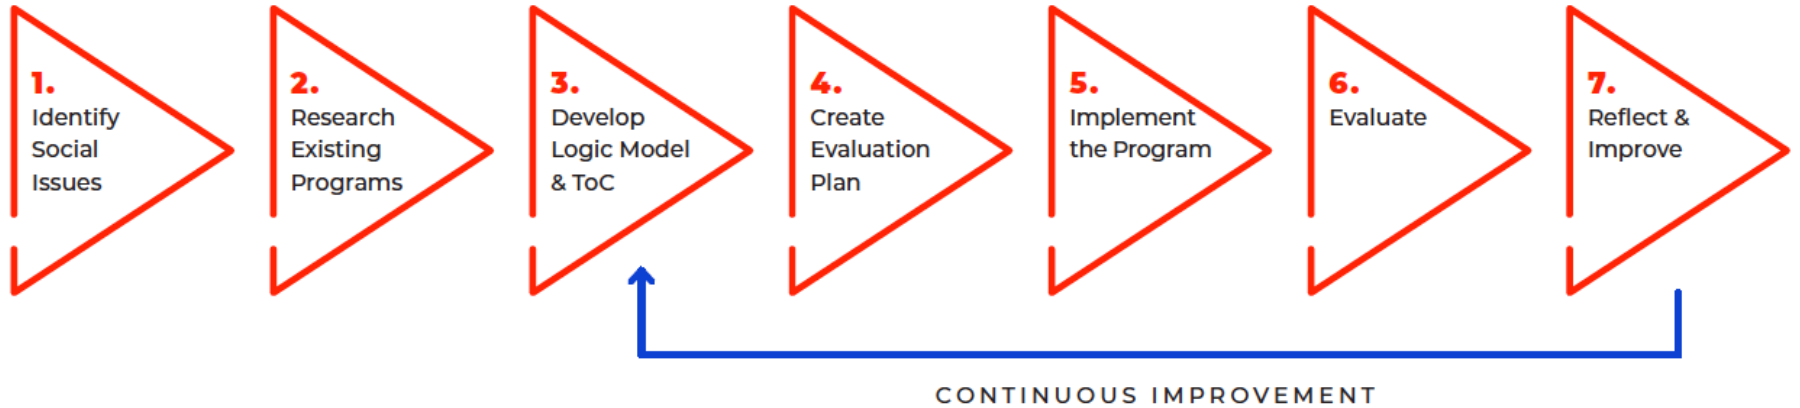 1.
Identify
Social
Issues
2.
Research
Existing
Programs
3.
Develop
Logic Model
& ToC
4.
Create
Evaluation
Plan
5.
Implement
the Program
6.
Evaluate
7.
Reflect &
Improve
CONTINUOUS IMPROVEMENT